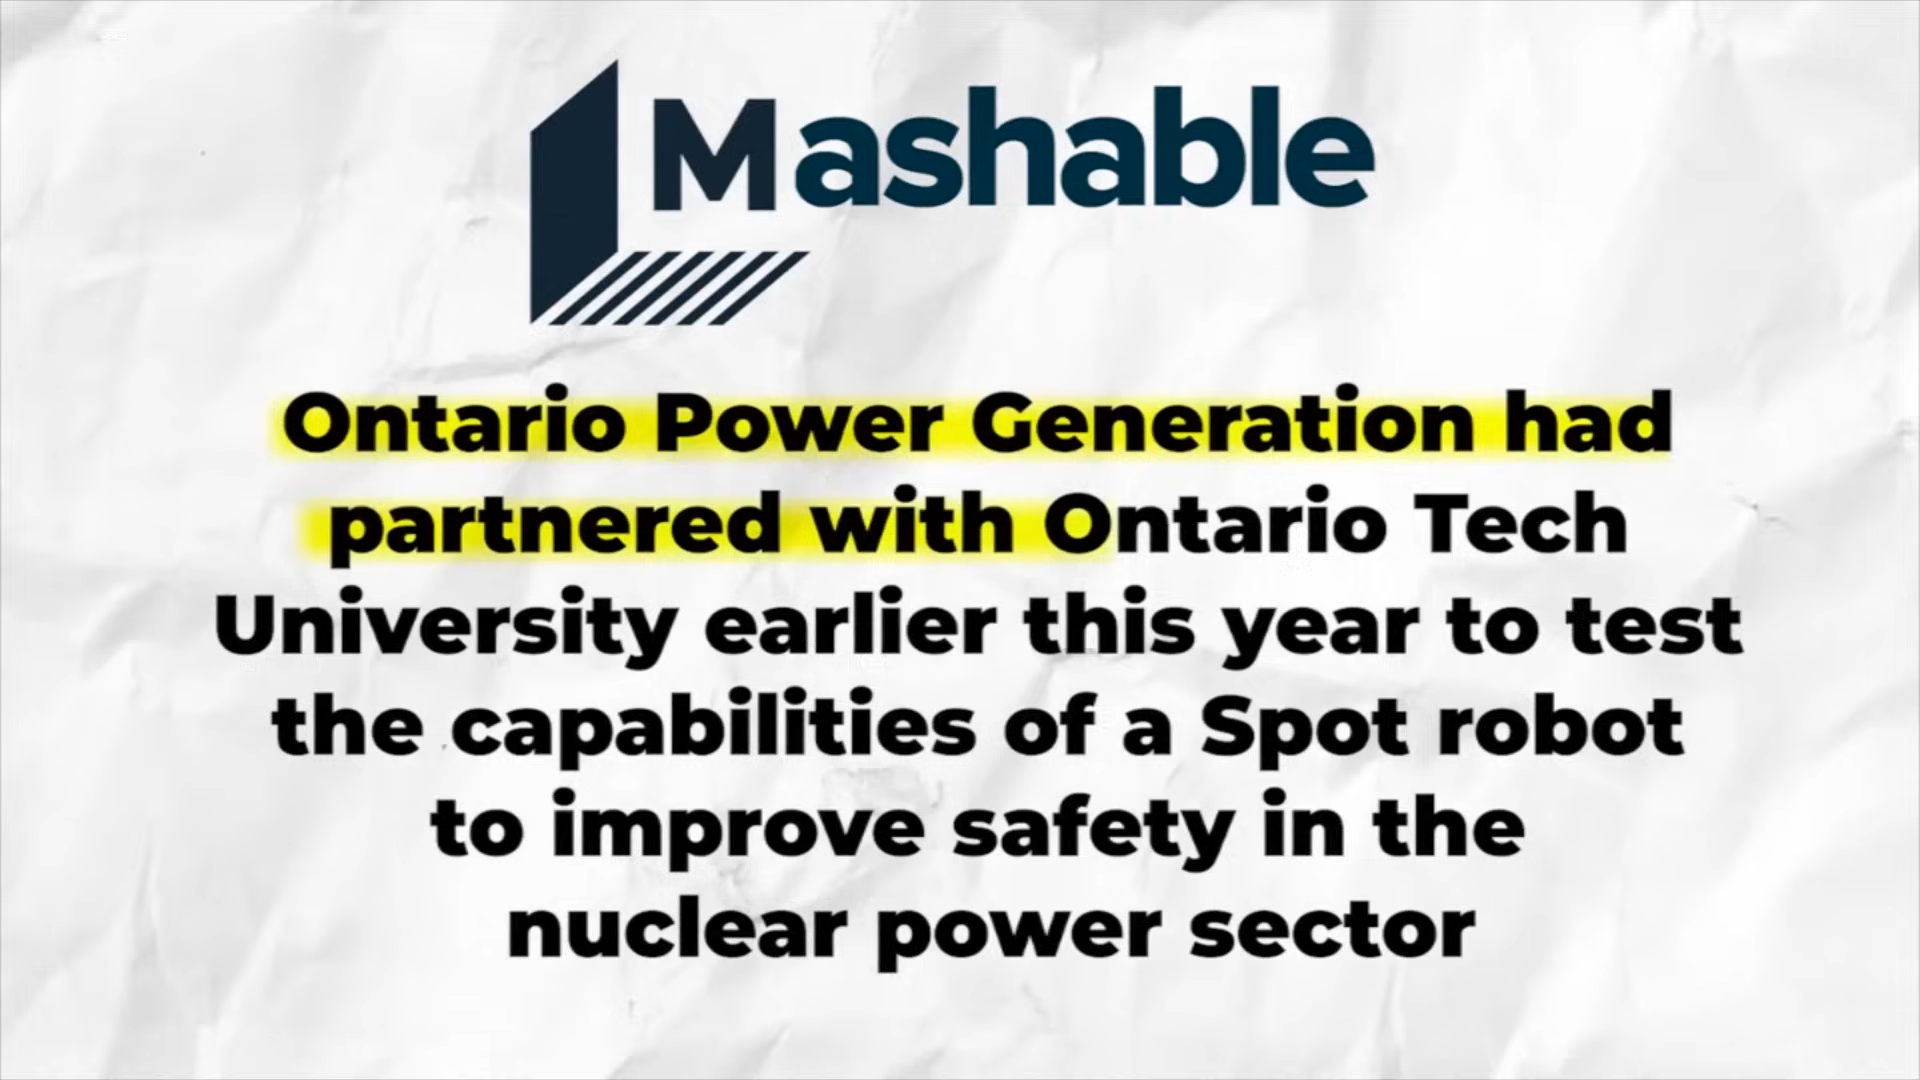 Mashable
Ontario Power Generation had
partnered with Ontario Tech
University earlier this year to test
the capabilities of a Spot robot
to improve safety in the
nuclear power sector